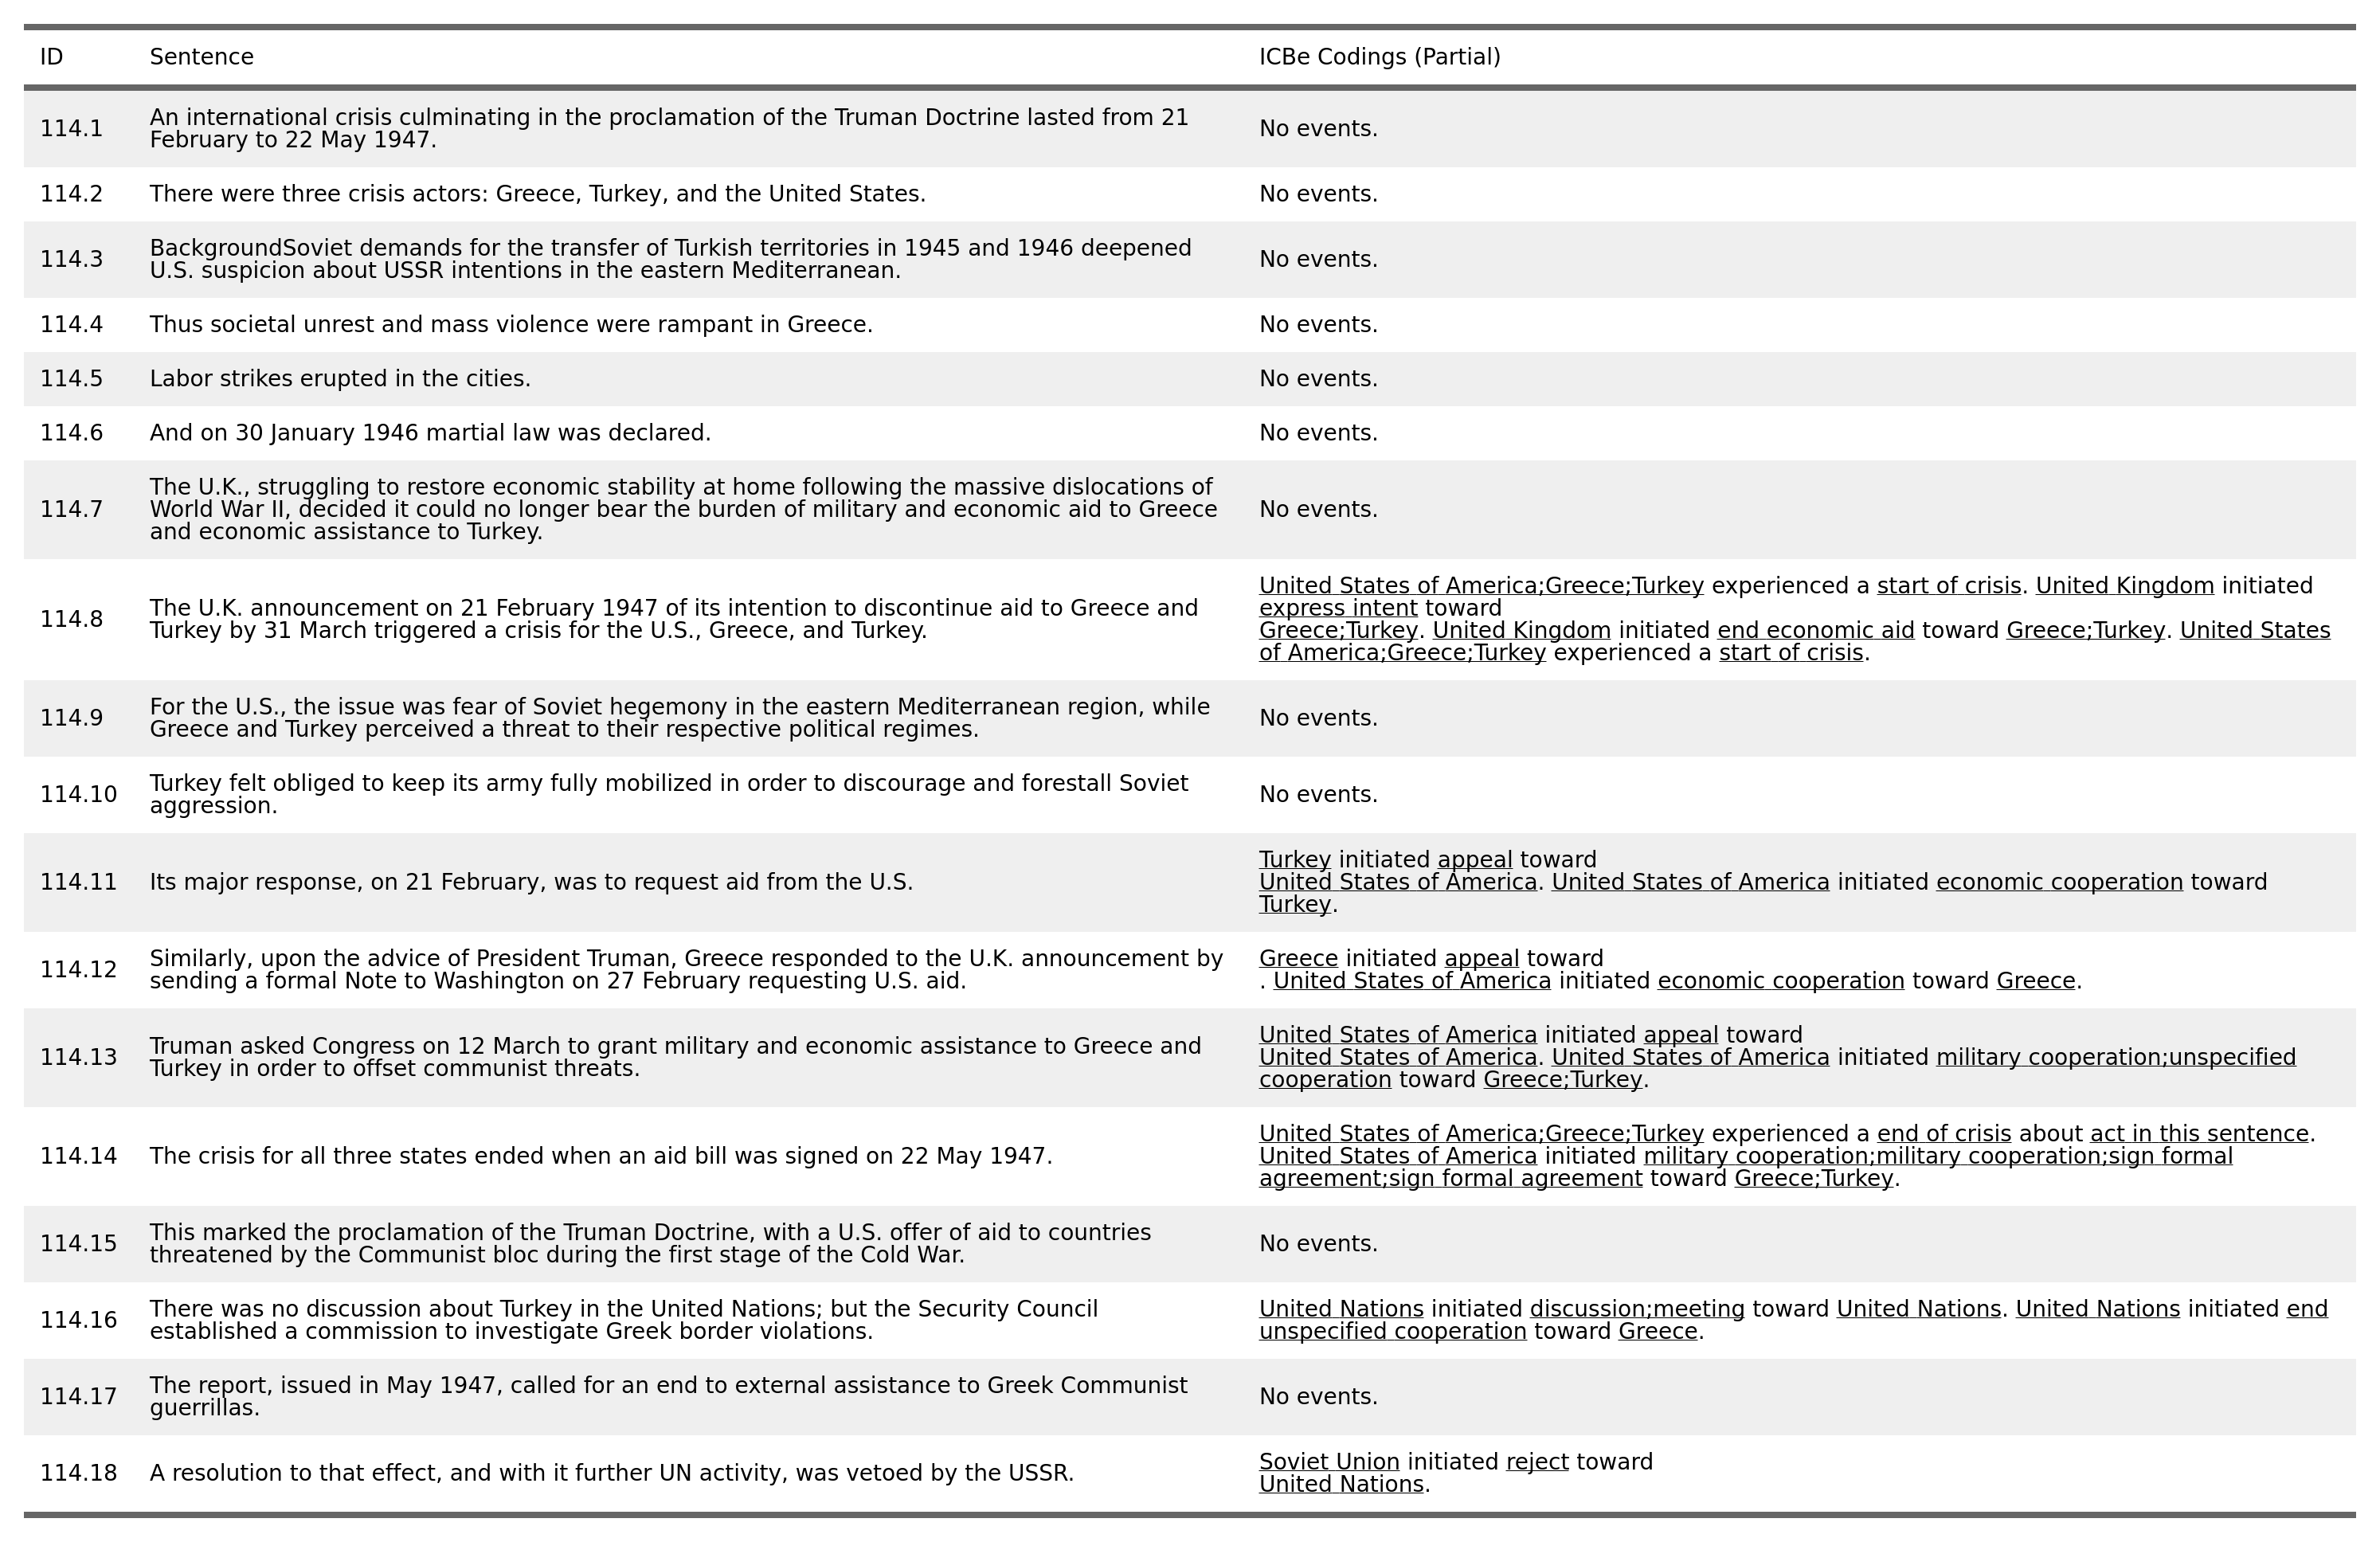 ID Sentence ICBe Codings (Partial)
114.1 An international crisis culminating in the proclamation of the Truman Doctrine lasted from 21
February to 22 May 1947.
No events.
114.2 There were three crisis actors: Greece, Turkey, and the United States. No events.
114.3 BackgroundSoviet demands for the transfer of Turkish territories in 1945 and 1946 deepened
U.S. suspicion about USSR intentions in the eastern Mediterranean.
No events.
114.4 Thus societal unrest and mass violence were rampant in Greece. No events.
114.5 Labor strikes erupted in the cities. No events.
114.6 And on 30 January 1946 martial law was declared. No events.
114.7 The U.K., struggling to restore economic stability at home following the massive dislocations of
World War II, decided it could no longer bear the burden of military and economic aid to Greece
and economic assistance to Turkey.
No events.
114.8 The U.K. announcement on 21 February 1947 of its intention to discontinue aid to Greece and
Turkey by 31 March triggered a crisis for the U.S., Greece, and Turkey.
United States of America;Greece;Turkey experienced a start of crisis. United Kingdom initiated
express intent toward
Greece;Turkey. United Kingdom initiated end economic aid toward Greece;Turkey. United States
of America;Greece;Turkey experienced a start of crisis.
114.9 For the U.S., the issue was fear of Soviet hegemony in the eastern Mediterranean region, while
Greece and Turkey perceived a threat to their respective political regimes.
No events.
114.10 Turkey felt obliged to keep its army fully mobilized in order to discourage and forestall Soviet
aggression.
No events.
114.11 Its major response, on 21 February, was to request aid from the U.S.
Turkey initiated appeal toward
United States of America. United States of America initiated economic cooperation toward
Turkey.
114.12 Similarly, upon the advice of President Truman, Greece responded to the U.K. announcement by
sending a formal Note to Washington on 27 February requesting U.S. aid.
Greece initiated appeal toward
. United States of America initiated economic cooperation toward Greece.
114.13 Truman asked Congress on 12 March to grant military and economic assistance to Greece and
Turkey in order to offset communist threats.
United States of America initiated appeal toward
United States of America. United States of America initiated military cooperation;unspecified
cooperation toward Greece;Turkey.
114.14 The crisis for all three states ended when an aid bill was signed on 22 May 1947.
United States of America;Greece;Turkey experienced a end of crisis about act in this sentence.
United States of America initiated military cooperation;military cooperation;sign formal
agreement;sign formal agreement toward Greece;Turkey.
114.15 This marked the proclamation of the Truman Doctrine, with a U.S. offer of aid to countries
threatened by the Communist bloc during the first stage of the Cold War.
No events.
114.16 There was no discussion about Turkey in the United Nations; but the Security Council
established a commission to investigate Greek border violations.
United Nations initiated discussion;meeting toward United Nations. United Nations initiated end
unspecified cooperation toward Greece.
114.17 The report, issued in May 1947, called for an end to external assistance to Greek Communist
guerrillas.
No events.
114.18 A resolution to that effect, and with it further UN activity, was vetoed by the USSR.
Soviet Union initiated reject toward
United Nations.